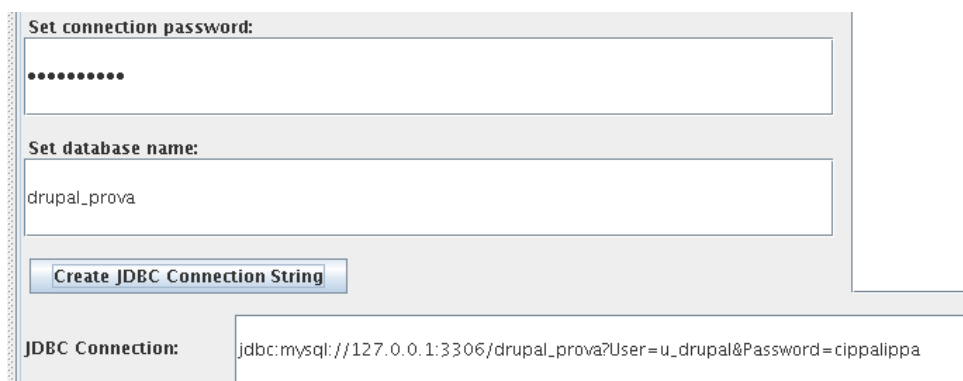 Set connection password:
••••••••••
Set database name:
drupal_prova
Create JDBC Connection String
JDBC Connection:
jdbc:mysql://127.0.0.1:3306/drupal_prova?User=u_drupal&Password=cippalippa